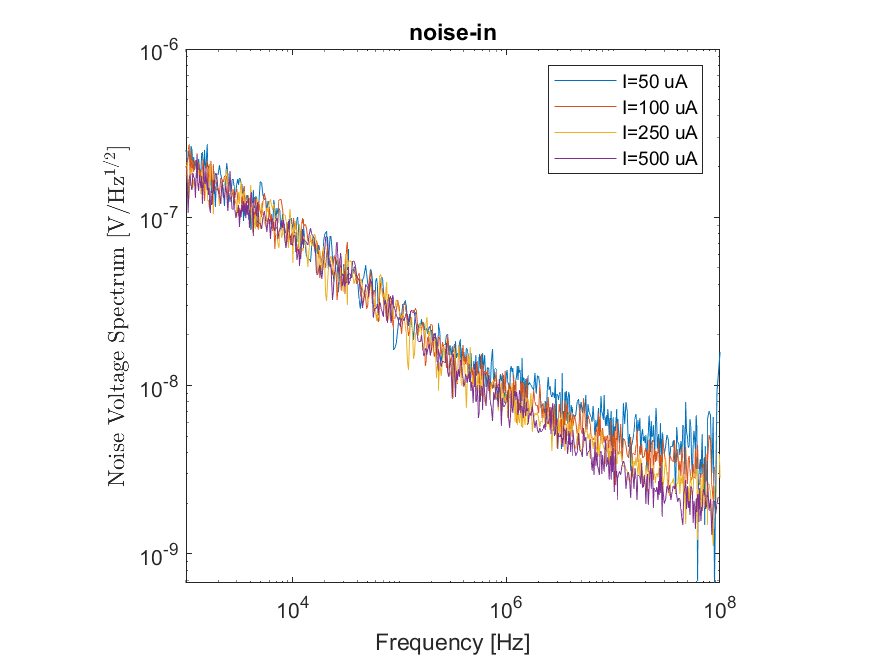 noise-in
10^-6
10^-7
10^-8
10^-9
Noise Voltage Spectrum [V/Hz^1/2]
I=50 uA
I=100 uA
I=250 uA
I=500 uA
10^4
10^6
10^8
Frequency [Hz]